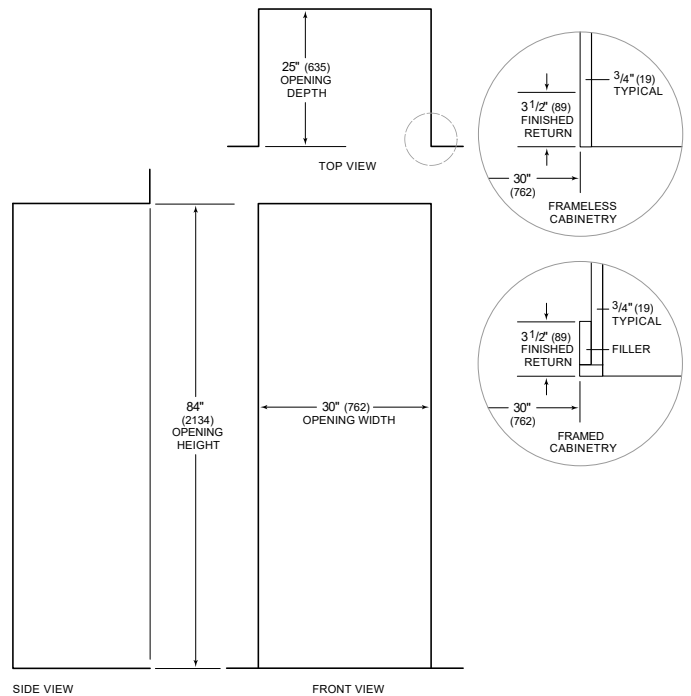 25" (635)
OPENING
DEPTH
TOP VIEW
3/4" (19)
TYPICAL
3 1/2" (89)
FINISHED
RETURN
30"
(762)
FRAMELESS
CABINETRY
3/4" (19)
TYPICAL
3 1/2" (89)
FINISHED
RETURN
FILLER
30"
(762)
FRAMED
CABINETRY
84"
(2134)
OPENING
HEIGHT
30" (762)
OPENING WIDTH
SIDE VIEW
FRONT VIEW